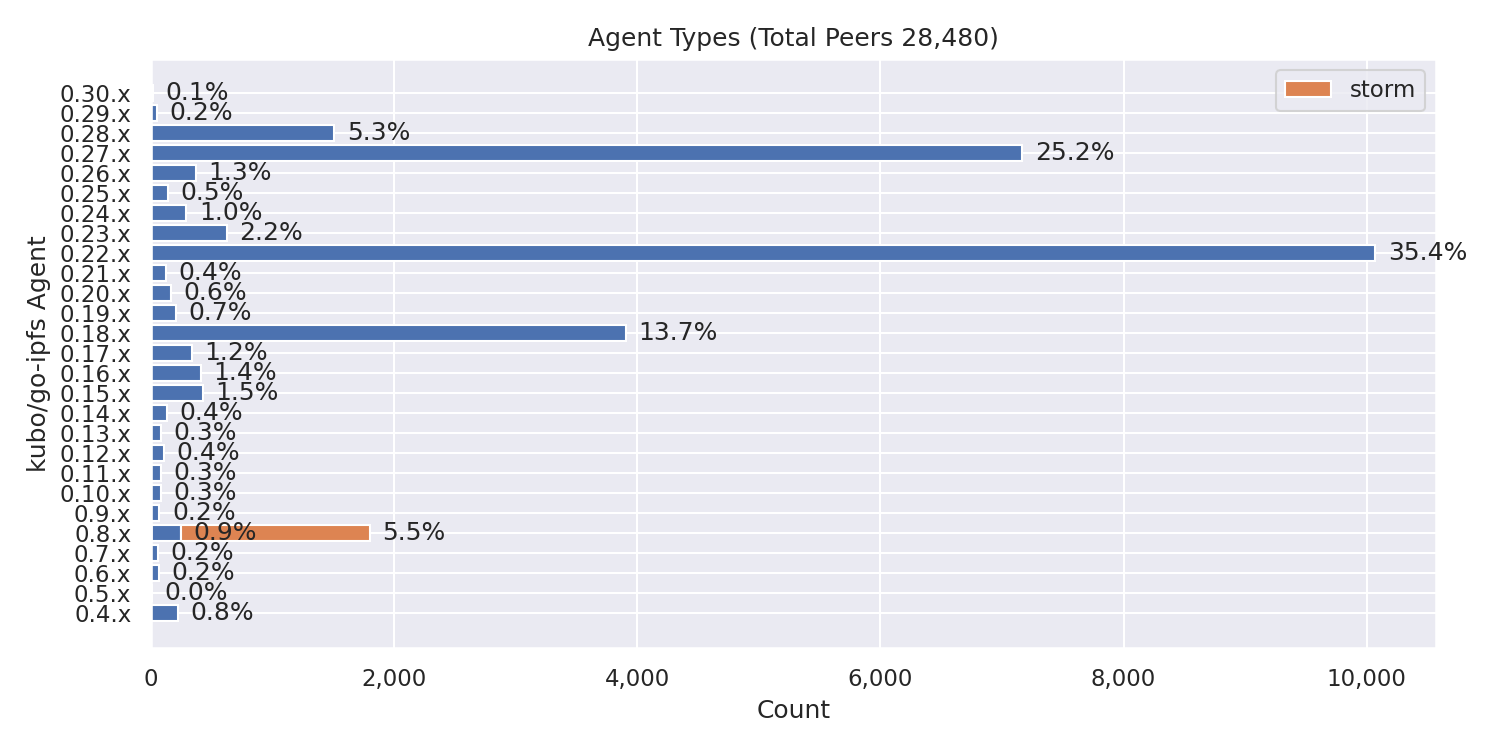 Agent Types (Total Peers 28,480)
storm
0.30.x 0.1%
0.29.x 0.2%
0.28.x 5.3%
0.27.x 25.2%
0.26.x 1.3%
0.25.x 0.5%
0.24.x 1.0%
0.23.x 2.2%
0.22.x 35.4%
0.21.x 0.4%
0.20.x 0.6%
0.19.x 0.7%
0.18.x 13.7%
0.17.x 1.2%
0.16.x 1.4%
0.15.x 1.5%
0.14.x 0.4%
0.13.x 0.3%
0.12.x 0.4%
0.11.x 0.3%
0.10.x 0.3%
0.9.x 0.2%
0.8.x 0.9% 5.5%
0.7.x 0.2%
0.6.x 0.2%
0.5.x 0.0%
0.4.x 0.8%
kubo/go-ipfs Agent
0 2,000 4,000 6,000 8,000 10,000
Count